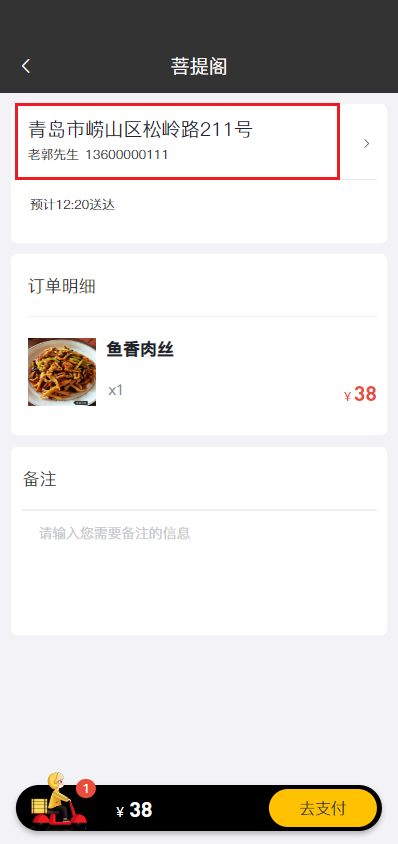 菩提阁
青岛市崂山区松岭路211号
老郭先生 13600000111
预计12:20送达
订单明细
鱼香肉丝
x1
¥38
备注
请输入您需要备注的信息
1
¥ 38
去支付